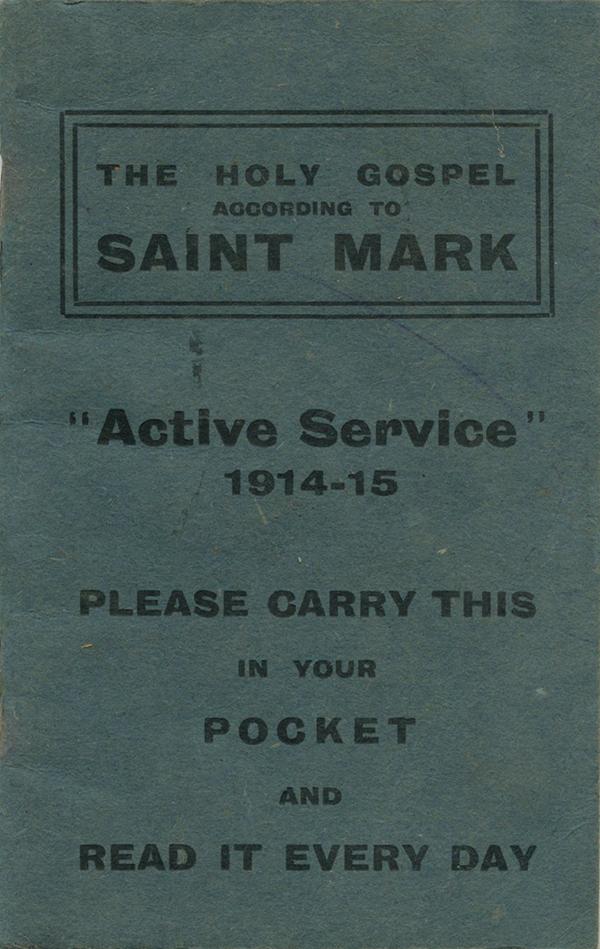 THE HOLY GOSPEL
ACCORDING TO
SAINT MARK
"Active Service"
1914-15
PLEASE CARRY THIS
IN YOUR
POCKET
AND
READ IT EVERY DAY